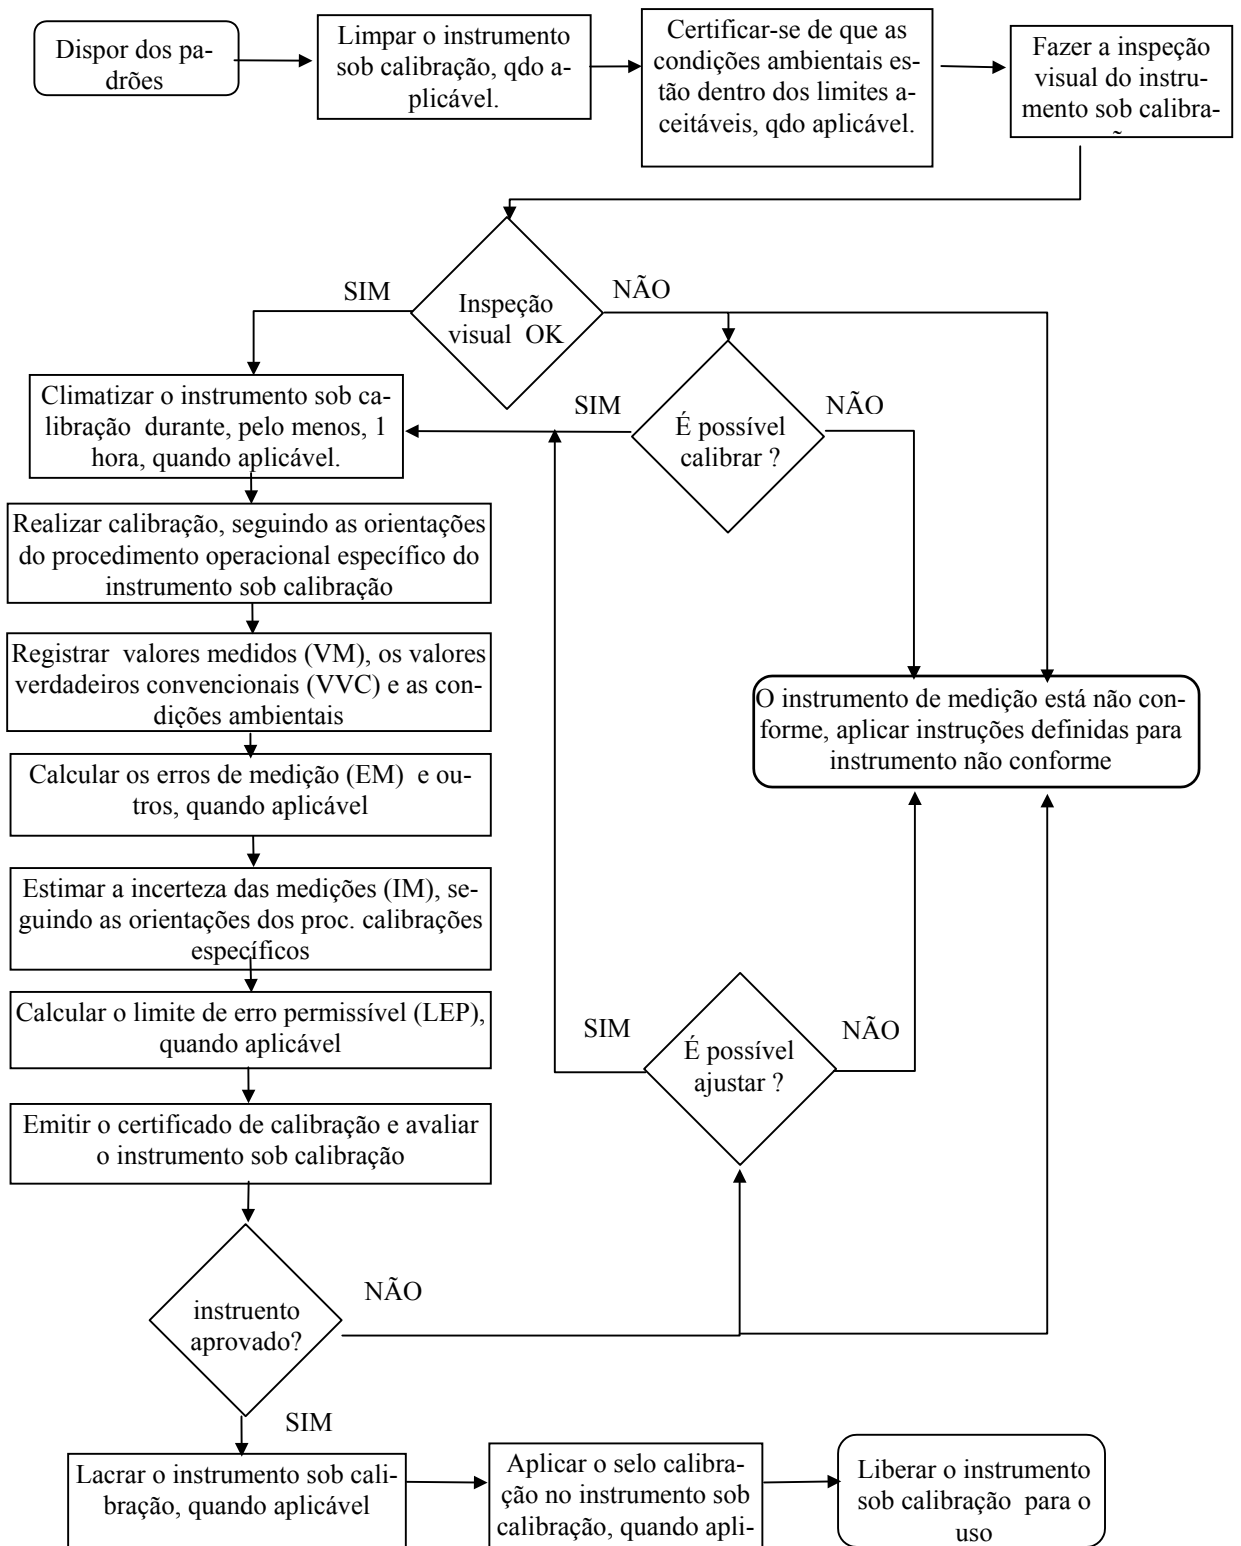 Dispor dos pa-
drões
Limpar o instrumento
sob calibração, qdo a-
plicável.
Certificar-se de que as
condições ambientais es-
tão dentro dos limites a-
ceitáveis, qdo aplicável.
Fazer a inspeção
visual do instru-
mento sob calibra-
SIM
Inspeção
visual OK
NÃO
Climatizar o instrumento sob ca-
libração durante, pelo menos, 1
hora, quando aplicável.
SIM
É possível
calibrar ?
NÃO
Realizar calibração, seguindo as orientações
do procedimento operacional específico do
instrumento sob calibração
Registrar valores medidos (VM), os valores
verdadeiros convencionais (VVC) e as con-
dições ambientais
O instrumento de medição está não con-
forme, aplicar instruções definidas para
instrumento não conforme
Calcular os erros de medição (EM) e ou-
tros, quando aplicável
Estimar a incerteza das medições (IM), se-
guindo as orientações dos proc. calibrações
específicos
Calcular o limite de erro permissível (LEP),
quando aplicável
SIM
É possível
ajustar ?
NÃO
Emitir o certificado de calibração e avaliar
o instrumento sob calibração
instruento
aprovado?
NÃO
SIM
Lacrar o instrumento sob cali-
bração, quando aplicável
Aplicar o selo calibra-
ção no instrumento sob
calibração, quando apli-
Liberar o instrumento
sob calibração para o
uso